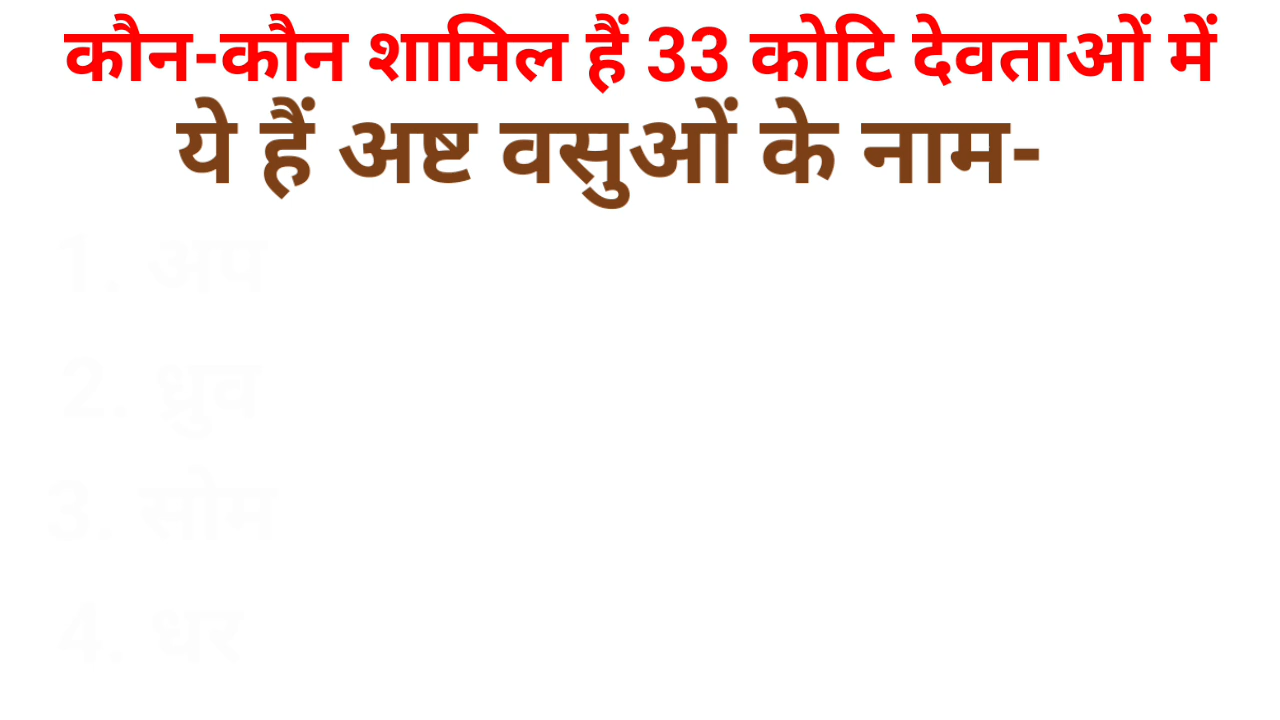 कौन-कौन शामिल हैं 33 कोटि देवताओं में
ये हैं अष्ट वसुओं के नाम-
1. अप
2. ध्रुव
3. सोम
4. धर